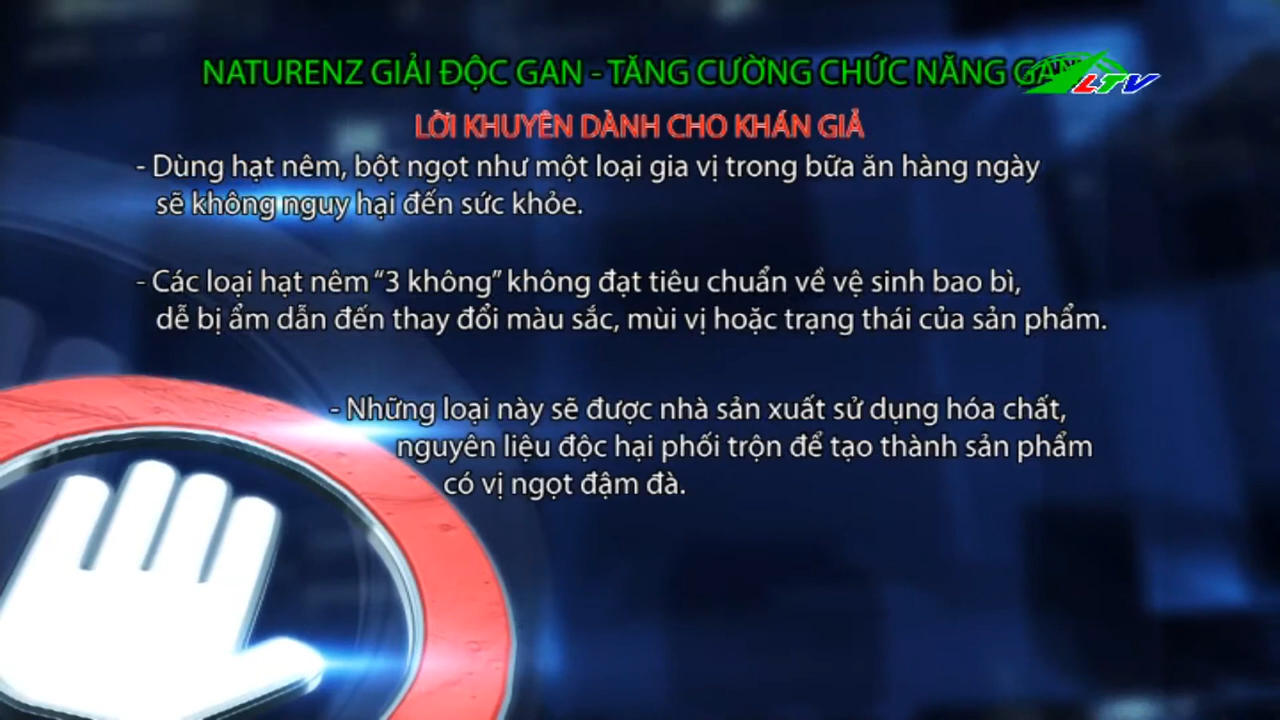 NATURENZ GIẢI ĐỘC GAN - TĂNG CƯỜNG CHỨC NĂNG GAN
LTV
LỜI KHUYÊN DÀNH CHO KHÁN GIẢ
- Dùng hạt nêm, bột ngọt như một loại gia vị trong bữa ăn hàng ngày
sẽ không nguy hại đến sức khỏe.
- Các loại hạt nêm “3 không” không đạt tiêu chuẩn về vệ sinh bao bì,
dễ bị ẩm dẫn đến thay đổi màu sắc, mùi vị hoặc trạng thái của sản phẩm.
- Những loại này sẽ được nhà sản xuất sử dụng hóa chất,
nguyên liệu độc hại phối trộn để tạo thành sản phẩm
có vị ngọt đậm đà.